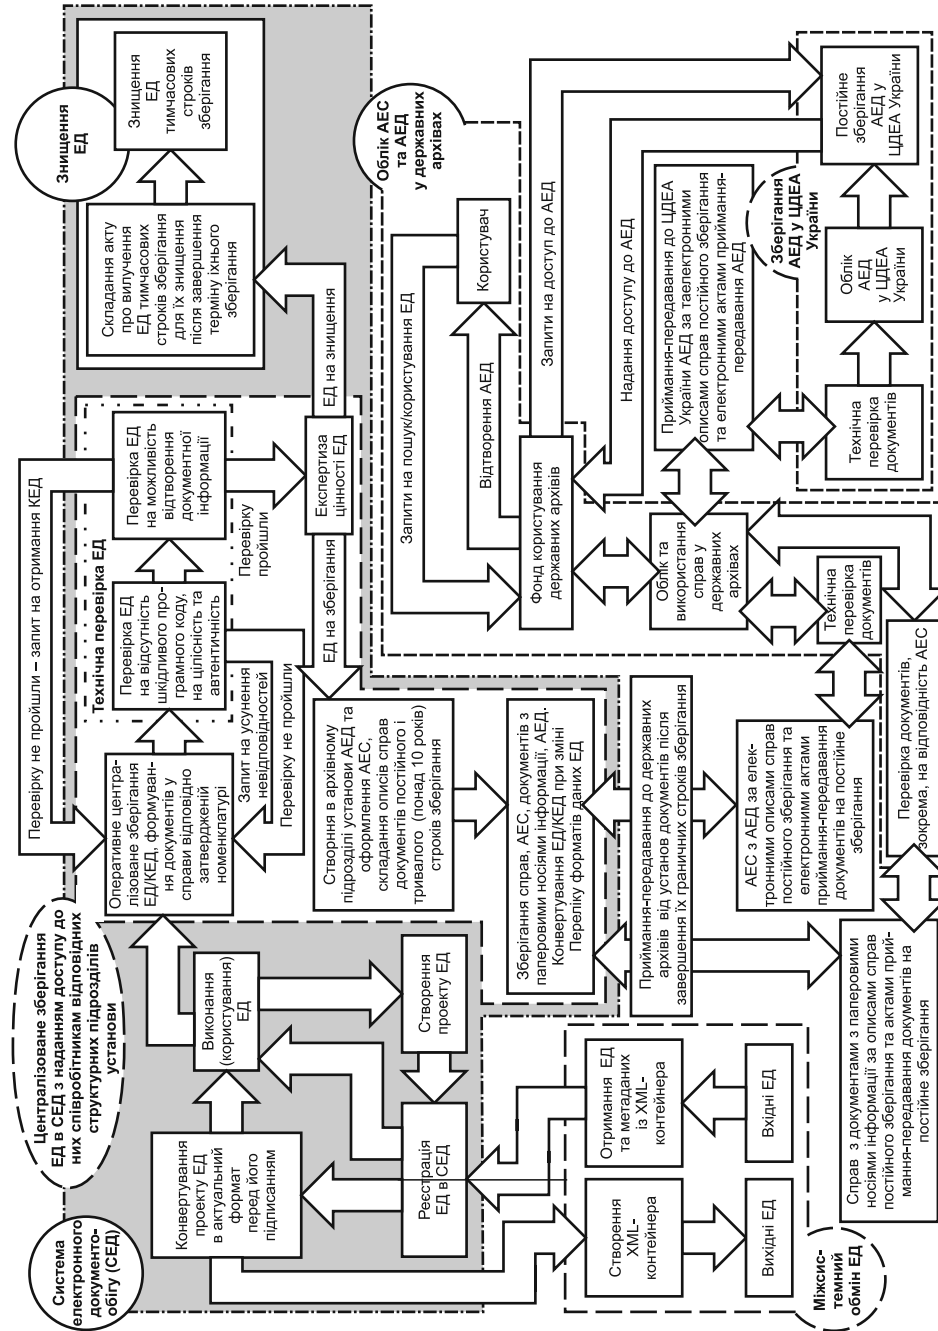 Система
електронного
документо-
обігу (СЕД)
Централізоване зберігання
ЕД в СЕД з наданням доступу до
них співробітникам відповідних
структурних підрозділів
установи
Знищення
ЕД
Перевірку не пройшли – запит на отримання КЕД
Технічна перевірка ЕД
Конвертування
проекту ЕД
в актуальний
формат
перед його
підписанням
Виконання
(користування)
ЕД
Оперативне центра-
лізоване зберігання
ЕД/КЕД, формуван-
ня документів у
справи відповідно
затвердженій
номенклатурі
Перевірка ЕД
на відсутність
шкідливого про-
грамного коду,
на цілісність та
автентичність
Перевірка ЕД
на можливість
відтворення
документної
інформації
Складання акту
про вилучення
ЕД тимчасових
строків зберігання
для їх знищення
після завершення
терміну їхнього
зберігання
Знищення
ЕД
тимчасових
строків
зберігання
Запит на усунення
невідповідностей
Перевірку не пройшли
Перевірку
пройшли
Реєстрація
ЕД в СЕД
Створення
проекту ЕД
Створння в архівному
підрозділі установи АЕД та
оформлення АЕС,
складання описів справ
документів постійного і
тривалого (понад 10 років)
строків зберігання
ЕД на зберігання
Експертиза
цінності ЕД
ЕД на знищення
Облік АЕС
та АЕД
у державних
архівах
Запити на пошук/користування ЕД
Користувач
Відтворення АЕД
Зберігання справ, АЕС, документів з
паперовими носіями інформації, АЕД.
Конвертування ЕД/КЕД при зміні
Переліку форматів даних ЕД
Фонд користування
державних архівів
Запити на доступ до АЕД
Надання доступу до АЕД
Створення
XML-
контейнера
Отримання ЕД
та метаданих
із XML-
контейнера
Приймання-передавання до державних
архівів від установ документів після
завершення їх граничних строків зберігання
Облік та
використання
справ у
державних
архівах
Приймання-передавання до ЦДЕА
України АЕД за таелектронними
описами справ постійного зберігання
та електронними актами приймання-
передавання АЕД
Вихідні ЕД
Вхідні ЕД
АЕС з АЕД за елек-
тронними описами справ
постійного зберігання та
електронними актами
приймання-передавання
документів на постійне
зберігання
Технічна
перевірка
документів
Зберігання
АЕД у ЦДЕА
України
Технічна
перевірка
документів
Облік
АЕД
у ЦДЕА
України
Постійне
зберігання
АЕД у
ЦДЕА України
Міжсис-
темний
обмін ЕД
Справ з документами з паперовими
носіями інформації за описами справ
постійного зберігання та актами прий-
мання-передавання документів на
постійне зберігання
Перевірка документів,
зокрема, на відповідність АЕС